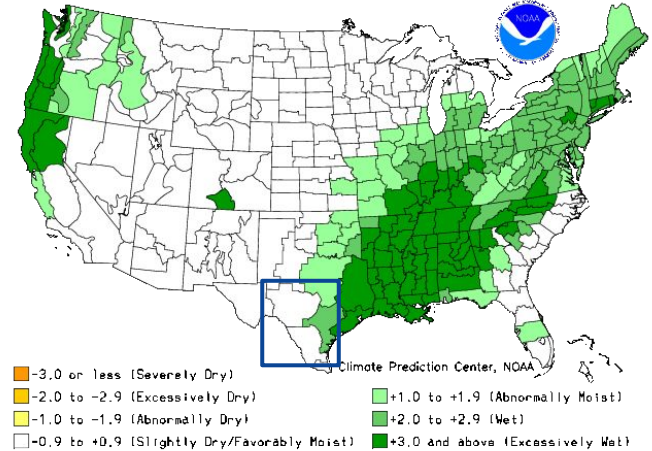 NOAA
Climate Prediction Center, NOAA
-3.0 or less (Severely Dry)
-2.0 to -2.9 (Excessively Dry)
-1.0 to -1.9 (Abnormally Dry)
-0.9 to +0.9 (Slightly Dry/Favorably Moist)
+1.0 to +1.9 (Abnormally Moist)
+2.0 to +2.9 (Wet)
+3.0 and above (Excessively Wet)